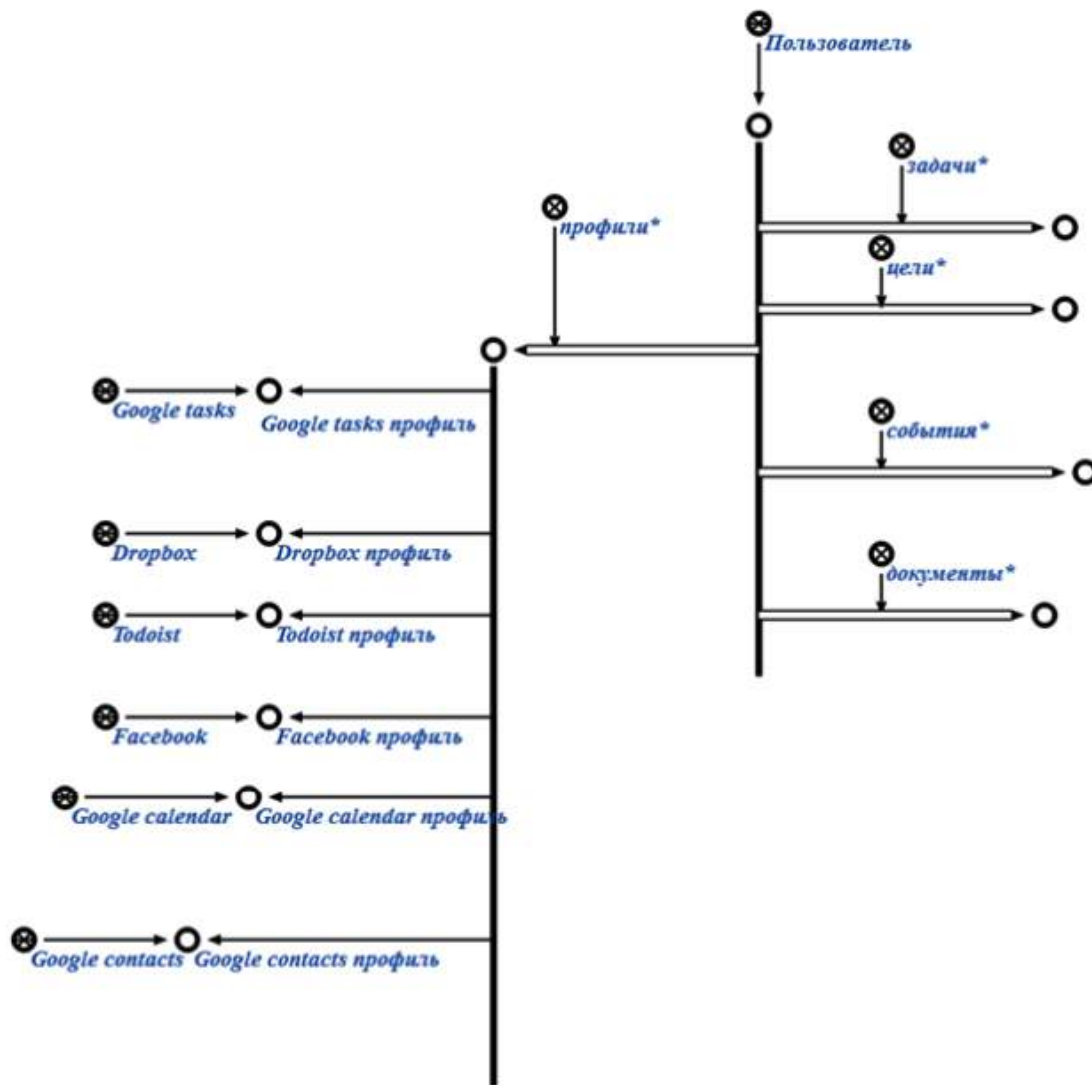 Пользователь
задачи*
профили*
цели*
Google tasks
Google tasks профиль
события*
Dropbox
Dropbox профиль
документы*
Todoist
Todoist профиль
Facebook
Facebook профиль
Google calendar
Google calendar профиль
Google contacts
Google contacts профиль